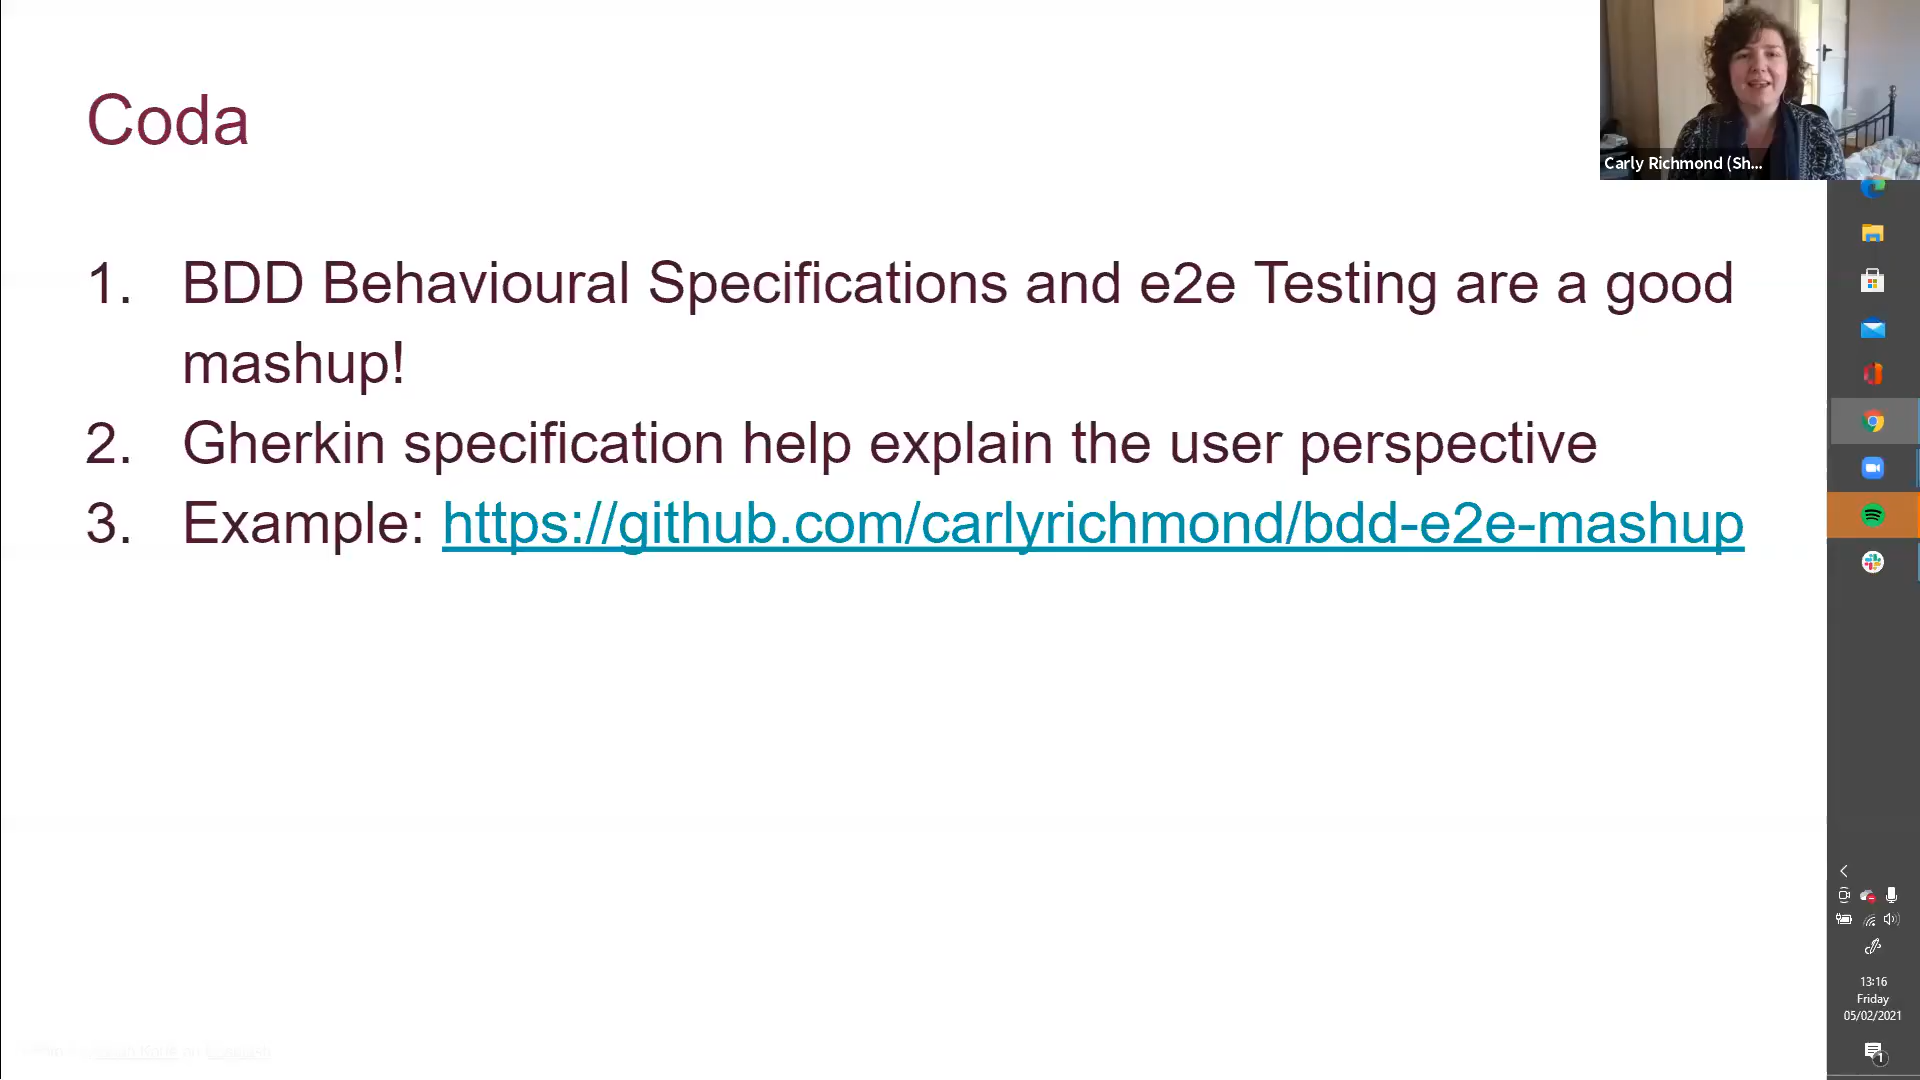 Coda
1. BDD Behavioural Specifications and e2e Testing are a good
mashup!
2. Gherkin specification help explain the user perspective
3. Example: https://github.com/carlyrichmond/bdd-e2e-mashup
Carly Richmond (Sh...
13:16
Friday
05/02/2021
1